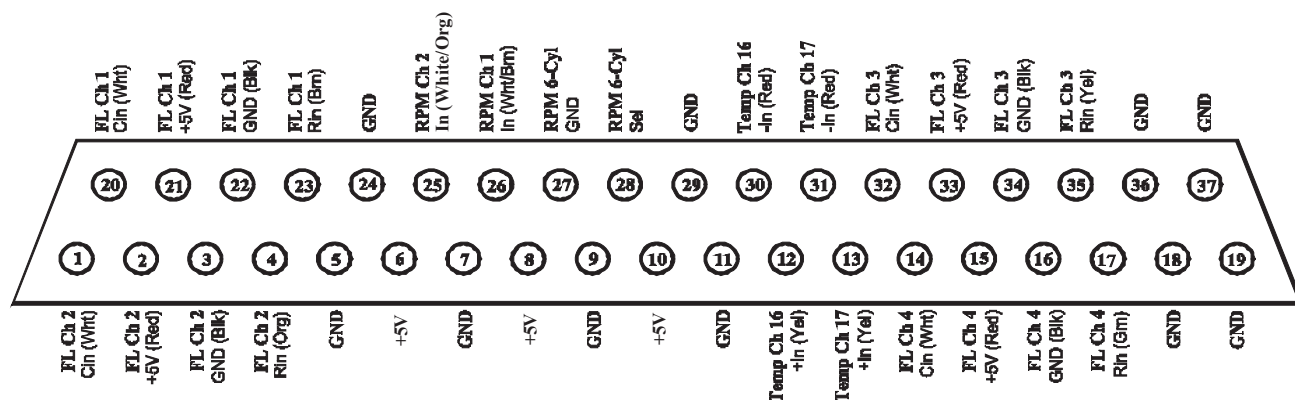 FL Ch 1
Cin (Wht)
FL Ch 1
+5V (Red)
FL Ch 1
GND (Blk)
FL Ch 1
Rin (Brn)
GND
RPM Ch 2
In (White/Org)
RPM Ch 1
In (Wht/Brn)
RPM 6-Cyl
GND
RPM 6-Cyl
Sel
GND
Temp Ch 16
-In (Red)
Temp Ch 17
-In (Red)
FL Ch 3
Cin (Wht)
FL Ch 3
+5V (Red)
FL Ch 3
GND (Blk)
FL Ch 3
Rin (Yel)
GND
GND
20 21 22 23 24 25 26 27 28 29 30 31 32 33 34 35 36 37
1 2 3 4 5 6 7 8 9 10 11 12 13 14 15 16 17 18 19
FL Ch 2
Cin (Wht)
FL Ch 2
+5V (Red)
FL Ch 2
GND (Blk)
FL Ch 2
Rin (Org)
GND
+5V
GND
+5V
GND
+5V
GND
Temp Ch 16
+In (Yel)
Temp Ch 17
+In (Yel)
FL Ch 4
Cin (Wht)
FL Ch 4
+5V (Red)
FL Ch 4
GND (Blk)
FL Ch 4
Rin (Grn)
GND
GND